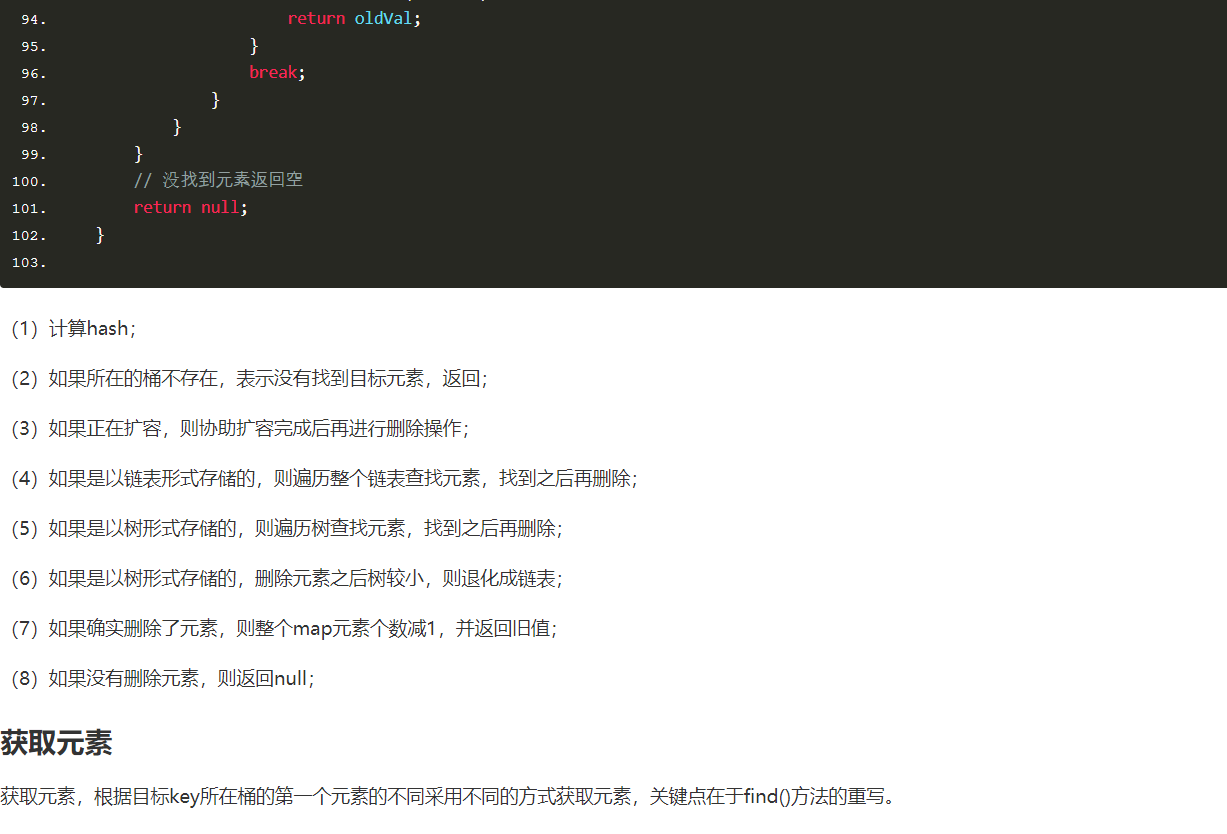 94. return oldVal;
95. }
96. break;
97. }
98. }
99. }
100. // 没找到元素返回空
101. return null;
102. }
103.
（1）计算hash；
（2）如果所在的桶不存在，表示没有找到目标元素，返回；
（3）如果正在扩容，则协助扩容完成后再进行删除操作；
（4）如果是以链表形式存储的，则遍历整个链表查找元素，找到之后再删除；
（5）如果是以树形式存储的，则遍历树查找元素，找到之后再删除；
（6）如果是以树形式存储的，删除元素之后树较小，则退化成链表；
（7）如果确实删除了元素，则整个map元素个数减1，并返回旧值；
（8）如果没有删除元素，则返回null；
获取元素
获取元素，根据目标key所在桶的第一个元素的不同采用不同的方式获取元素，关键点在于find()方法的重写。